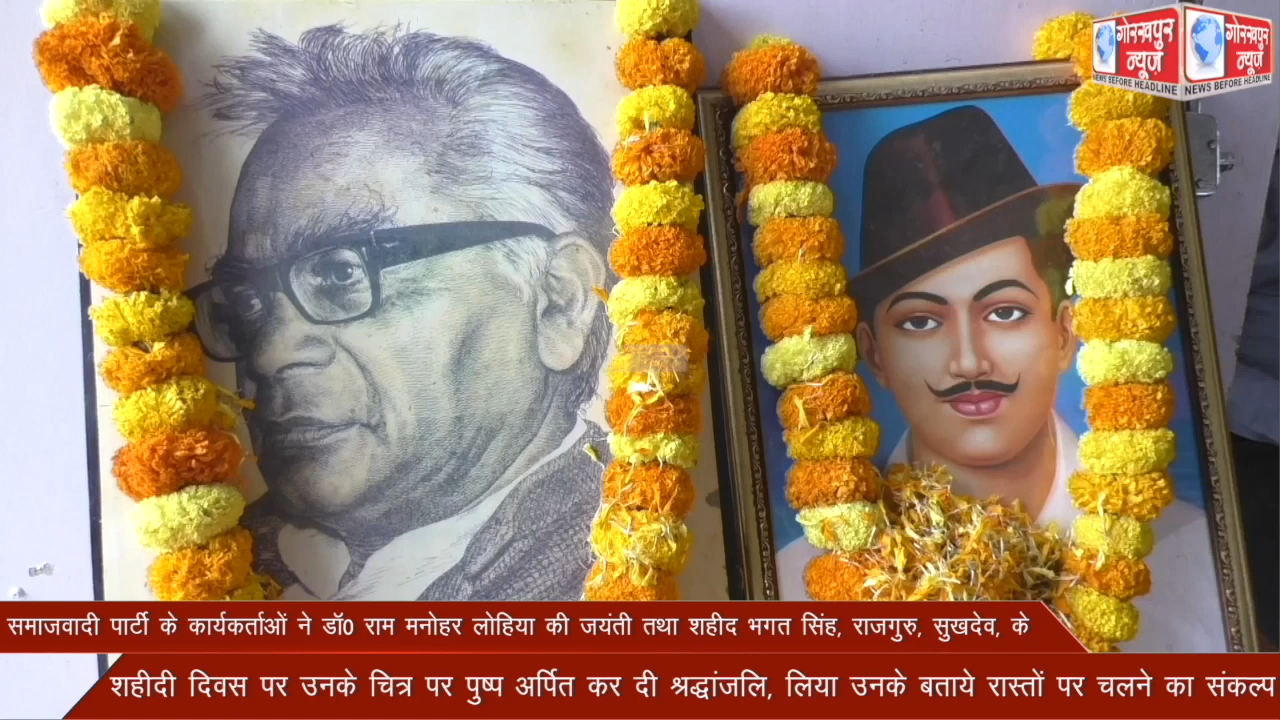 गोरखपुर
न्यूज़
NEWS BEFORE HEADLINE
गोरखपुर
न्यूज़
NEWS BEFORE HEADLINE
समाजवादी पार्टी के कार्यकर्ताओं ने डॉ0 राम मनोहर लोहिया की जयंती तथा शहीद भगत सिंह, राजगुरु, सुखदेव, के
शहीदी दिवस पर उनके चित्र पर पुष्प अर्पित कर दी श्रद्धांजलि, लिया उनके बताये रास्तों पर चलने का संकल्प